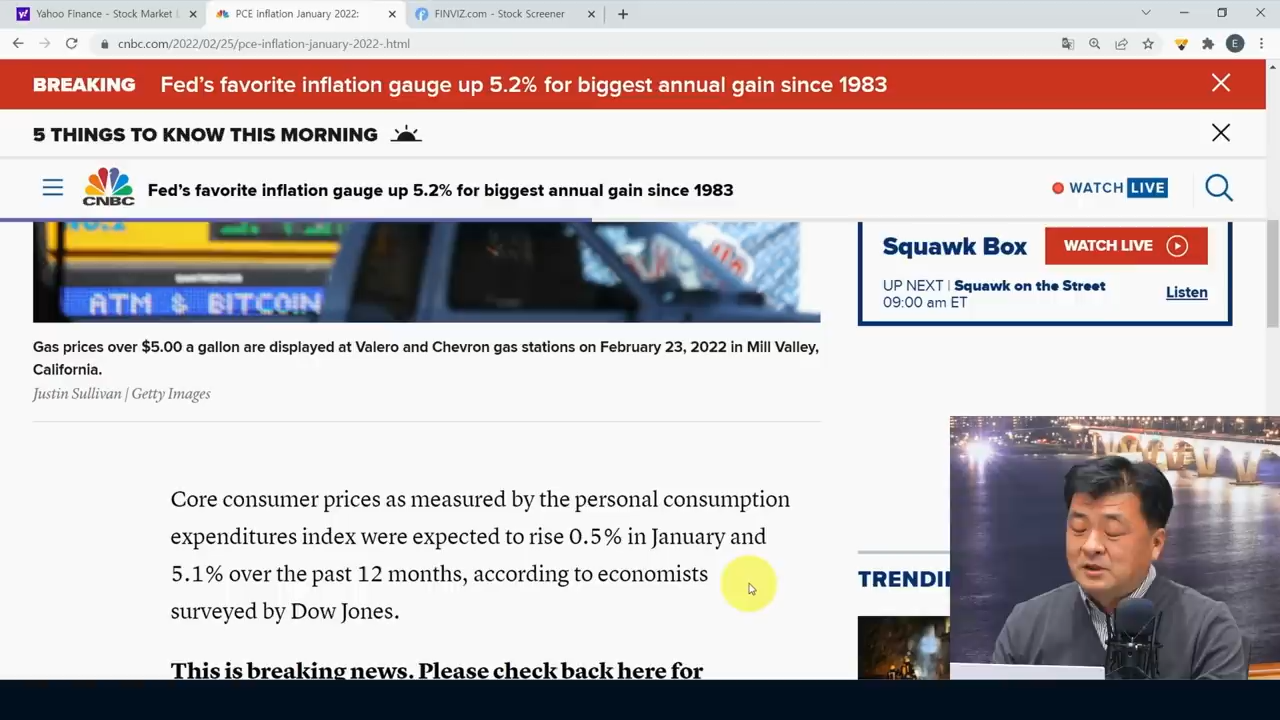 Yahoo Finance - Stock Market
PCE inflation January 2022:
FINVIZ.com - Stock Screener
cnbc.com/2022/02/25/pce-inflation-january-2022-.html
E
BREAKING Fed's favorite inflation gauge up 5.2% for biggest annual gain since 1983
5 THINGS TO KNOW THIS MORNING
CNBC
Fed's favorite inflation gauge up 5.2% for biggest annual gain since 1983
WATCH LIVE
ATM & BITCOIN
Squawk Box
WATCH LIVE
UP NEXT | Squawk on the Street
09:00 am ET
Listen
Gas prices over $5.00 a gallon are displayed at Valero and Chevron gas stations on February 23, 2022 in Mill Valley,
California.
Justin Sullivan | Getty Images
Core consumer prices as measured by the personal consumption
expenditures index were expected to rise 0.5% in January and
5.1% over the past 12 months, according to economists
surveyed by Dow Jones.
This is breaking news. Please check back here for
TRENDI